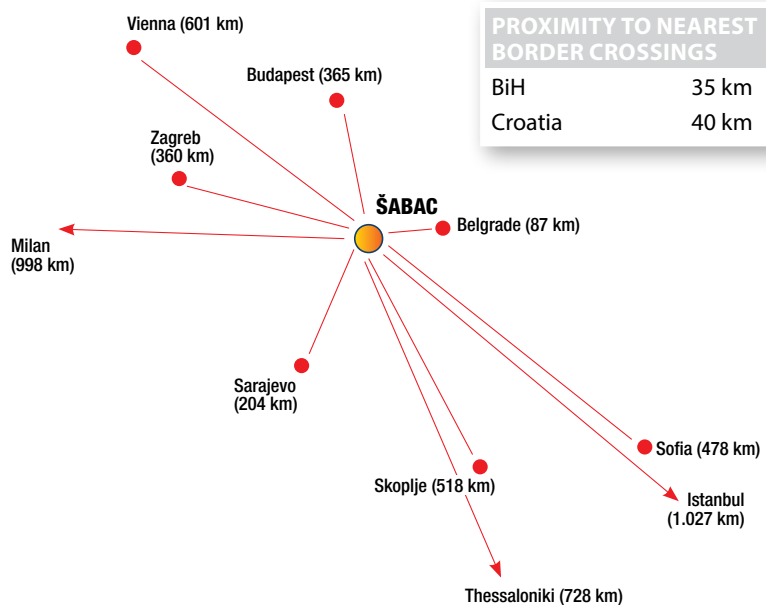 Vienna (601 km)
PROXIMITY TO NEAREST
BORDER CROSSINGS
BiH 35 km
Croatia 40 km
Budapest (365 km)
Zagreb
(360 km)
ŠABAC
Belgrade (87 km)
Milan
(998 km)
Sarajevo
(204 km)
Sofia (478 km)
Skoplje (518 km)
Istanbul
(1.027 km)
Thessaloniki (728 km)